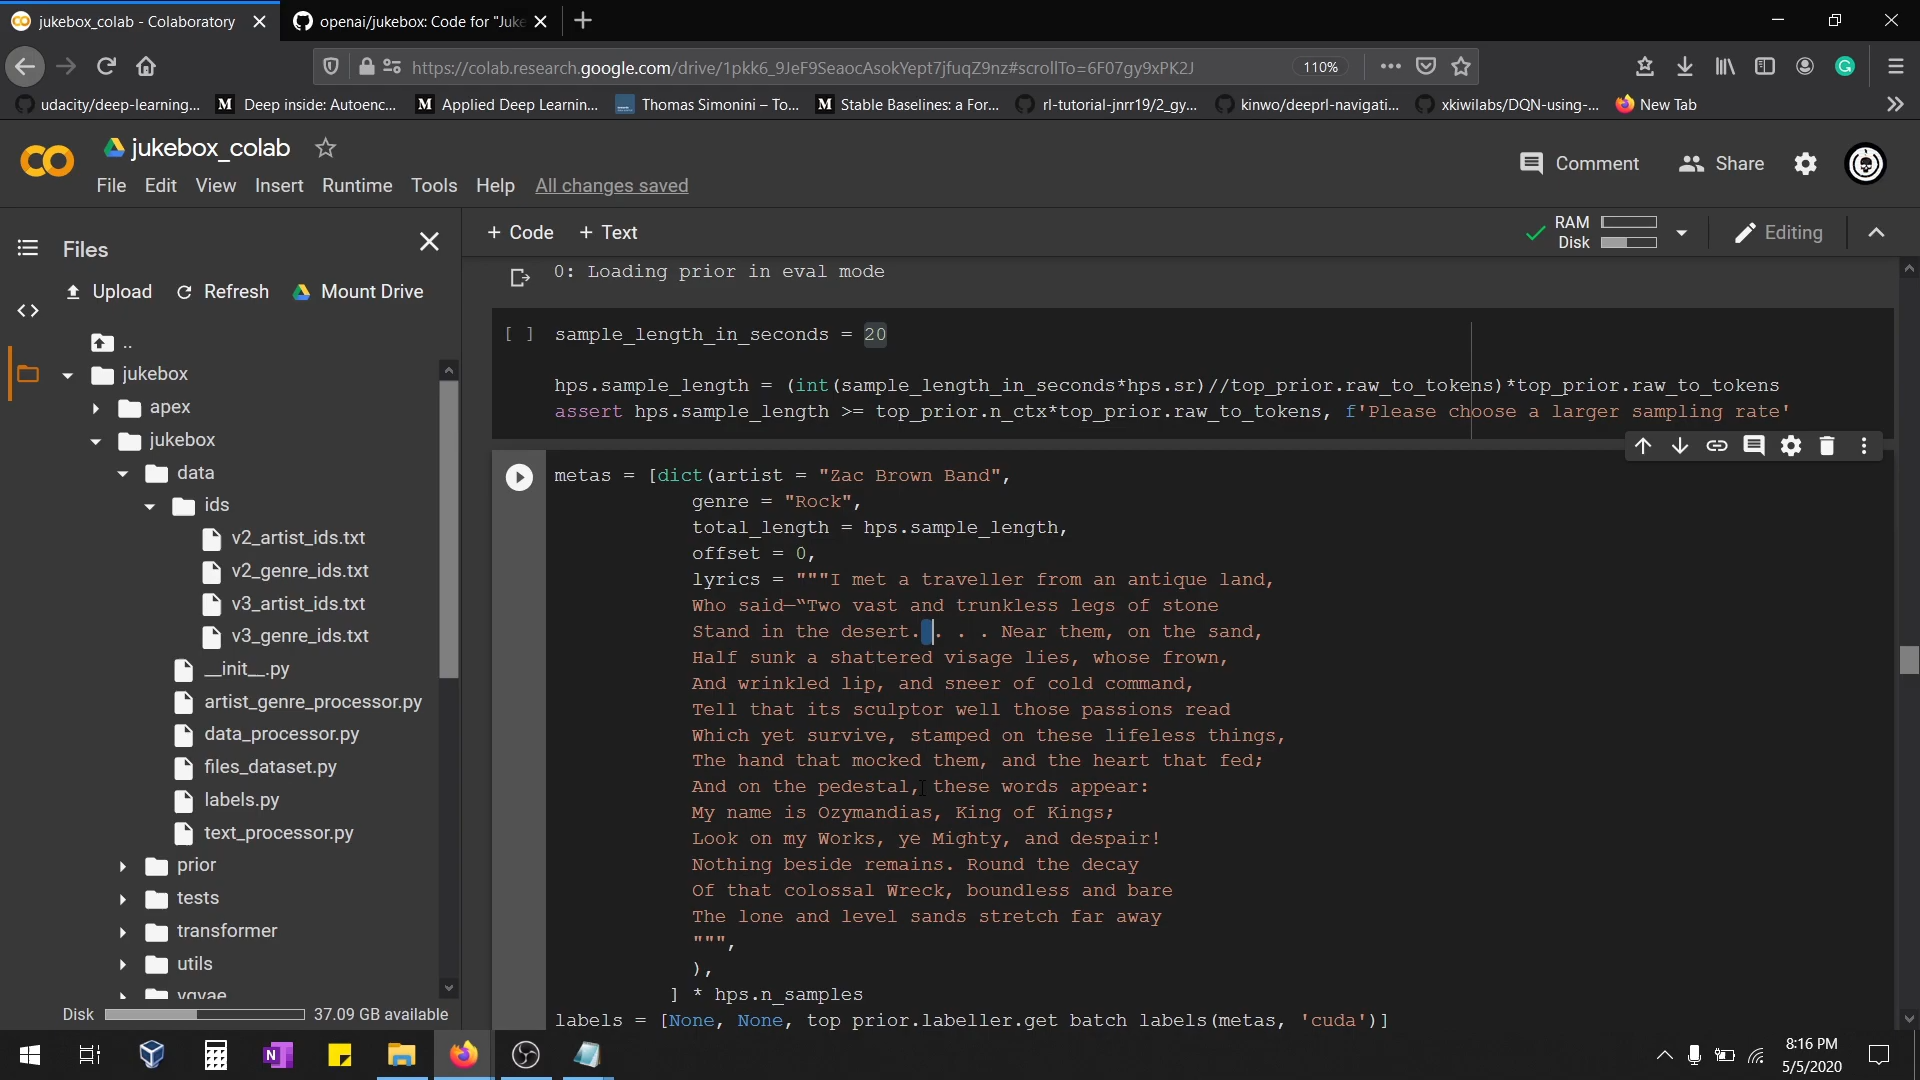 jukebox_colab - Colaboratory
openai/jukebox: Code for "Juke
https://colab.research.google.com/drive/1pkk6_9JeF9SeaocAsokYept7jfuqZ9nz#scrollTo=6F07gy9xPK2J
110%
udacity/deep-learning...
Deep inside: Autoenc...
Applied Deep Learnin...
Thomas Simonini – To...
Stable Baselines: a For...
rl-tutorial-jnrr19/2_gy...
kinwo/deeprl-navigati...
xkiwilabs/DQN-using-...
New Tab
jukebox_colab
Comment
Share
File Edit View Insert Runtime Tools Help All changes saved
Files
+ Code + Text
RAM
Disk
Editing
Upload Refresh Mount Drive
..
jukebox
apex
jukebox
data
ids
v2_artist_ids.txt
v2_genre_ids.txt
v3_artist_ids.txt
v3_genre_ids.txt
__init__.py
artist_genre_processor.py
data_processor.py
files_dataset.py
labels.py
text_processor.py
prior
tests
transformer
utils
vqvae
Disk 37.09 GB available
0: Loading prior in eval mode
[ ] sample_length_in_seconds = 20
hps.sample_length = (int(sample_length_in_seconds*hps.sr)//top_prior.raw_to_tokens)*top_prior.raw_to_tokens
assert hps.sample_length >= top_prior.n_ctx*top_prior.raw_to_tokens, f'Please choose a larger sampling rate'
metas = [dict(artist = "Zac Brown Band",
genre = "Rock",
total_length = hps.sample_length,
offset = 0,
lyrics = """I met a traveller from an antique land,
Who said—“Two vast and trunkless legs of stone
Stand in the desert. . . . Near them, on the sand,
Half sunk a shattered visage lies, whose frown,
And wrinkled lip, and sneer of cold command,
Tell that its sculptor well those passions read
Which yet survive, stamped on these lifeless things,
The hand that mocked them, and the heart that fed;
And on the pedestal, these words appear:
My name is Ozymandias, King of Kings;
Look on my Works, ye Mighty, and despair!
Nothing beside remains. Round the decay
Of that colossal Wreck, boundless and bare
The lone and level sands stretch far away
""",
),
] * hps.n_samples
labels = [None, None, top_prior.labeller.get_batch_labels(metas, 'cuda')]
8:16 PM
5/5/2020